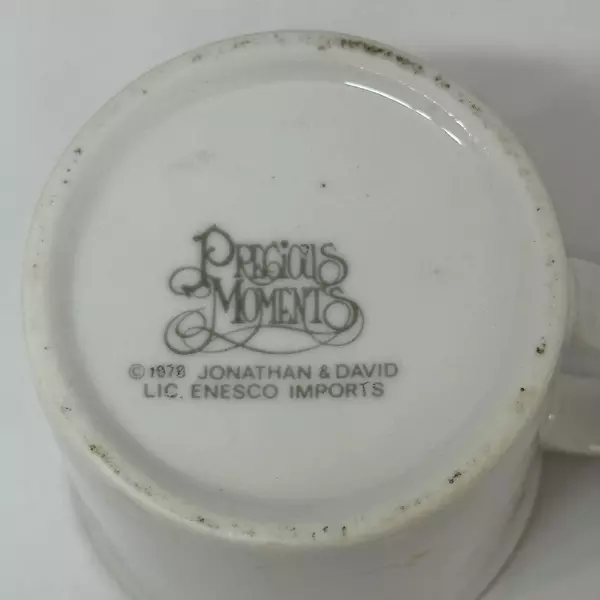 PRECIOUS
MOMENTS
© 1978 JONATHAN & DAVID
LIC. ENESCO IMPORTS